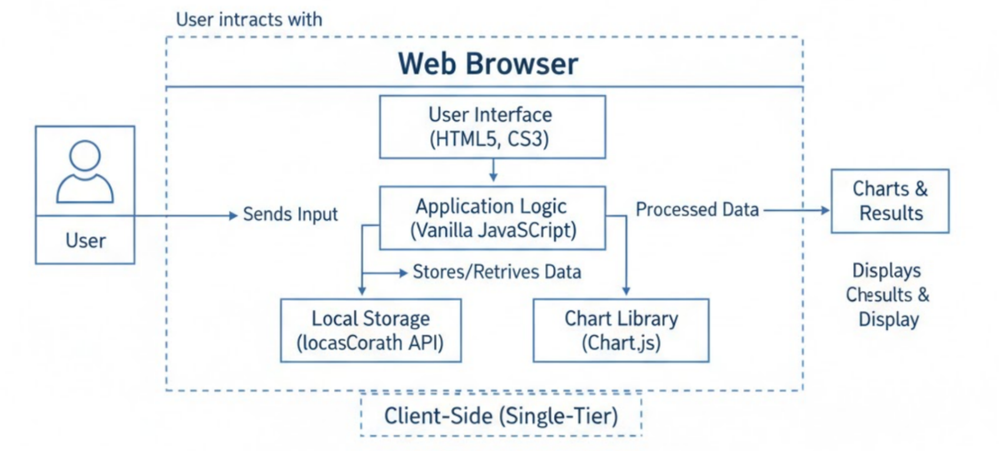 User intracts with
Web Browser
User Interface
(HTML5, CS3)
Application Logic
(Vanilla JavaSCript)
User
Sends Input
Processed Data
Charts &
Results
Stores/Retrives Data
Local Storage
(locasCorath API)
Chart Library
(Chart.js)
Displays
Chesults &
Display
Client-Side (Single-Tier)